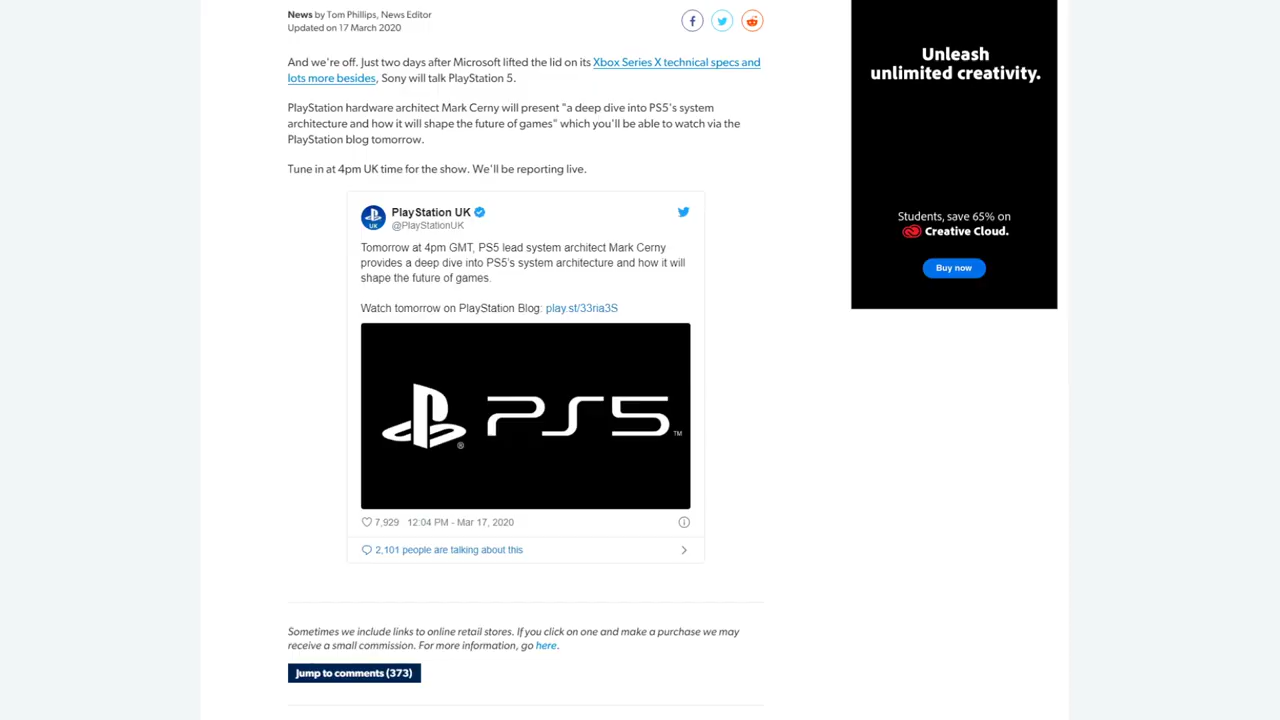 News by Tom Phillips, News Editor
Updated on 17 March 2020
And we're off. Just two days after Microsoft lifted the lid on its Xbox Series X technical specs and
lots more besides, Sony will talk PlayStation 5.
PlayStation hardware architect Mark Cerny will present "a deep dive into PS5's system
architecture and how it will shape the future of games" which you'll be able to watch via the
PlayStation blog tomorrow.
Tune in at 4pm UK time for the show. We'll be reporting live.
PlayStation UK
@PlayStationUK
UK
Tomorrow at 4pm GMT, PS5 lead system architect Mark Cerny
provides a deep dive into PS5's system architecture and how it will
shape the future of games.
Watch tomorrow on PlayStation Blog: play.st/33ria3S
PS5™
®
7,929 12:04 PM - Mar 17, 2020
2,101 people are talking about this
Sometimes we include links to online retail stores. If you click on one and make a purchase we may
receive a small commission. For more information, go here.
Jump to comments (373)
Unleash
unlimited creativity.
Students, save 65% on
Creative Cloud.
Buy now